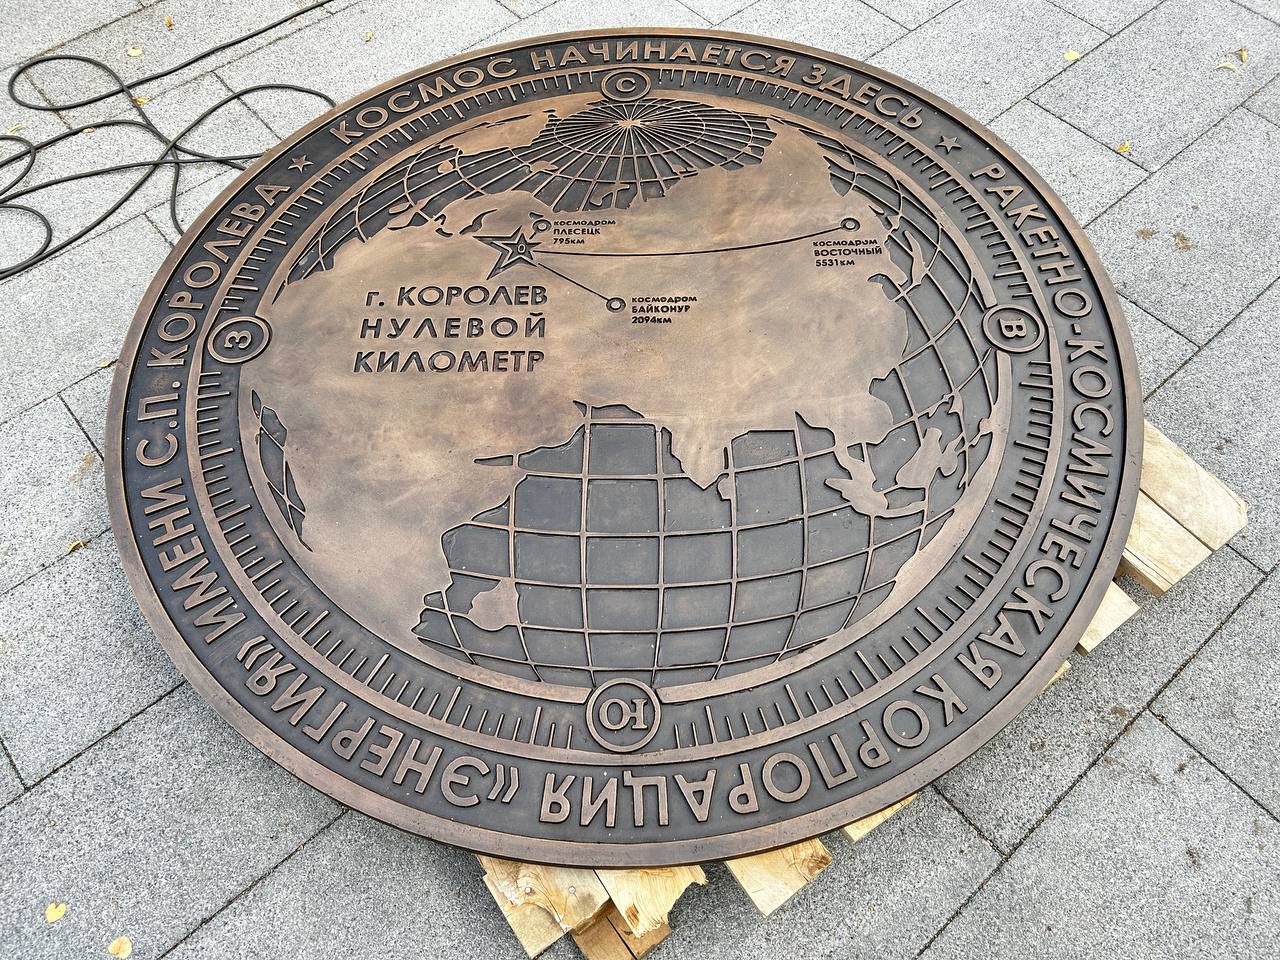 КОСМОС НАЧИНАЕТСЯ ЗДЕСЬ
РАКЕТНО-КОСМИЧЕСКАЯ КОРПОРАЦИЯ «ЭНЕРГИЯ» ИМЕНИ С.П. КОРОЛЕВА
С
В
Ю
З
0
космодром
ПЛЕСЕЦК
795км
космодром
ВОСТОЧНЫЙ
5531км
космодром
БАЙКОНУР
2094км
г. КОРОЛЕВ
НУЛЕВОЙ
КИЛОМЕТР